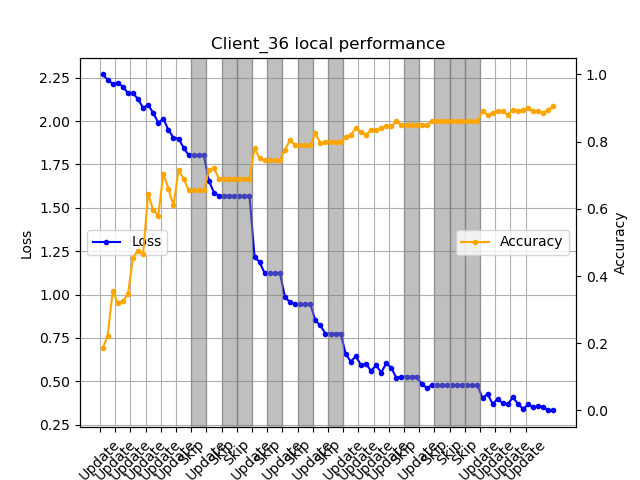 Client_36 local performance
2.25
2.00
1.75
1.50
1.25
1.00
0.75
0.50
0.25
Loss
Loss
Accuracy
1.0
0.8
0.6
0.4
0.2
0.0
Accuracy
Update
Update
Update
Update
Update
Update
Skip
Update
Skip
Skip
Update
Skip
Update
Skip
Update
Skip
Update
Update
Update
Update
Skip
Update
Skip
Skip
Skip
Update
Update
Update
Update